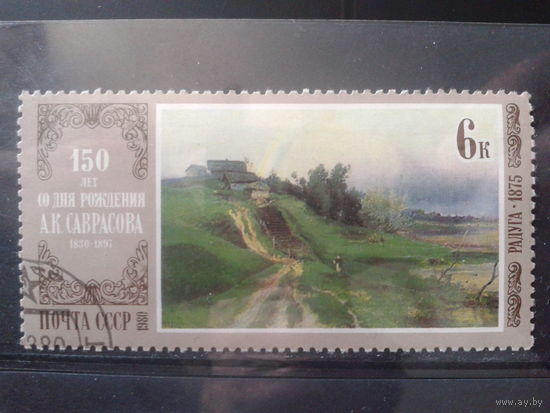 150
ЛЕТ
СО ДНЯ РОЖДЕНИЯ
А.К. САВРАСОВА
1830-1897
ПОЧТА СССР
1980
6к
РАДУГА · 1875
www.ay.by